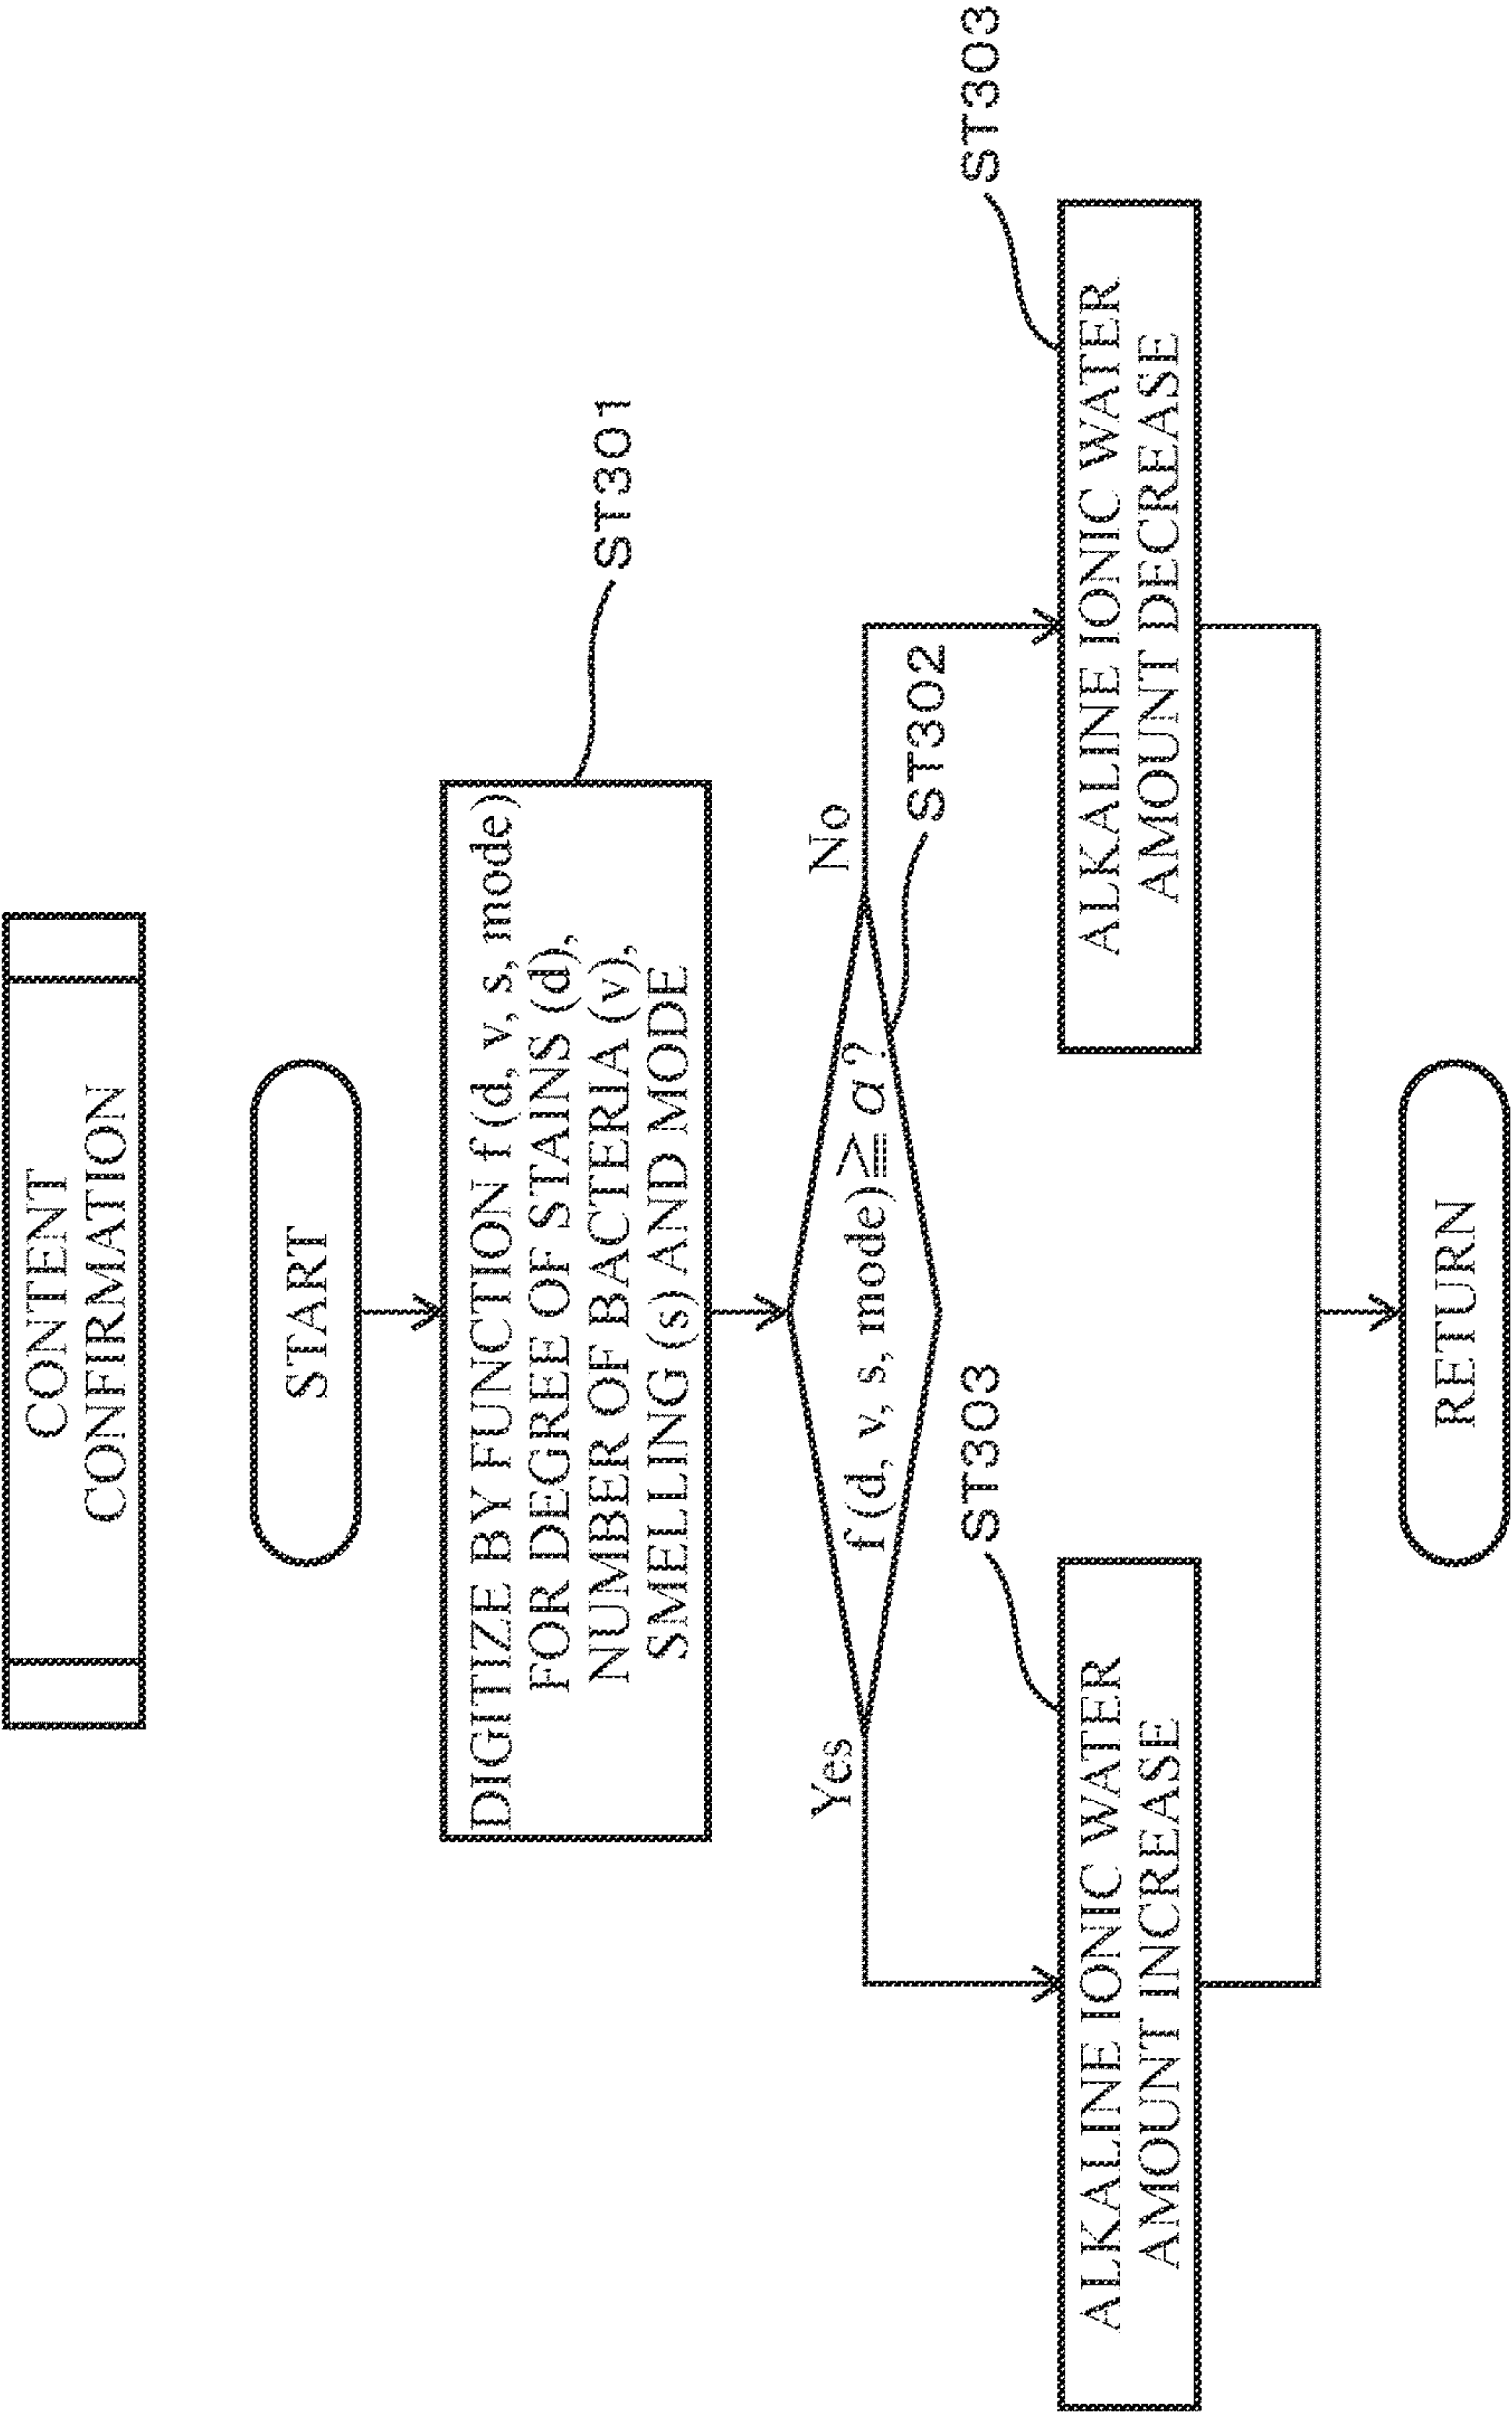 CONTENT
CONFIRMATION
START
DIGITIZE BY FUNCTION f (d, v, s, mode)
FOR DEGREE OF STAINS (d),
NUMBER OF BACTERIA (v),
SMELLING (s) AND MODE
ST301
f (d, v, s, mode) ≧ α ?
ST302
Yes
No
ST303
ALKALINE IONIC WATER
AMOUNT INCREASE
ST303
ALKALINE IONIC WATER
AMOUNT DECREASE
RETURN